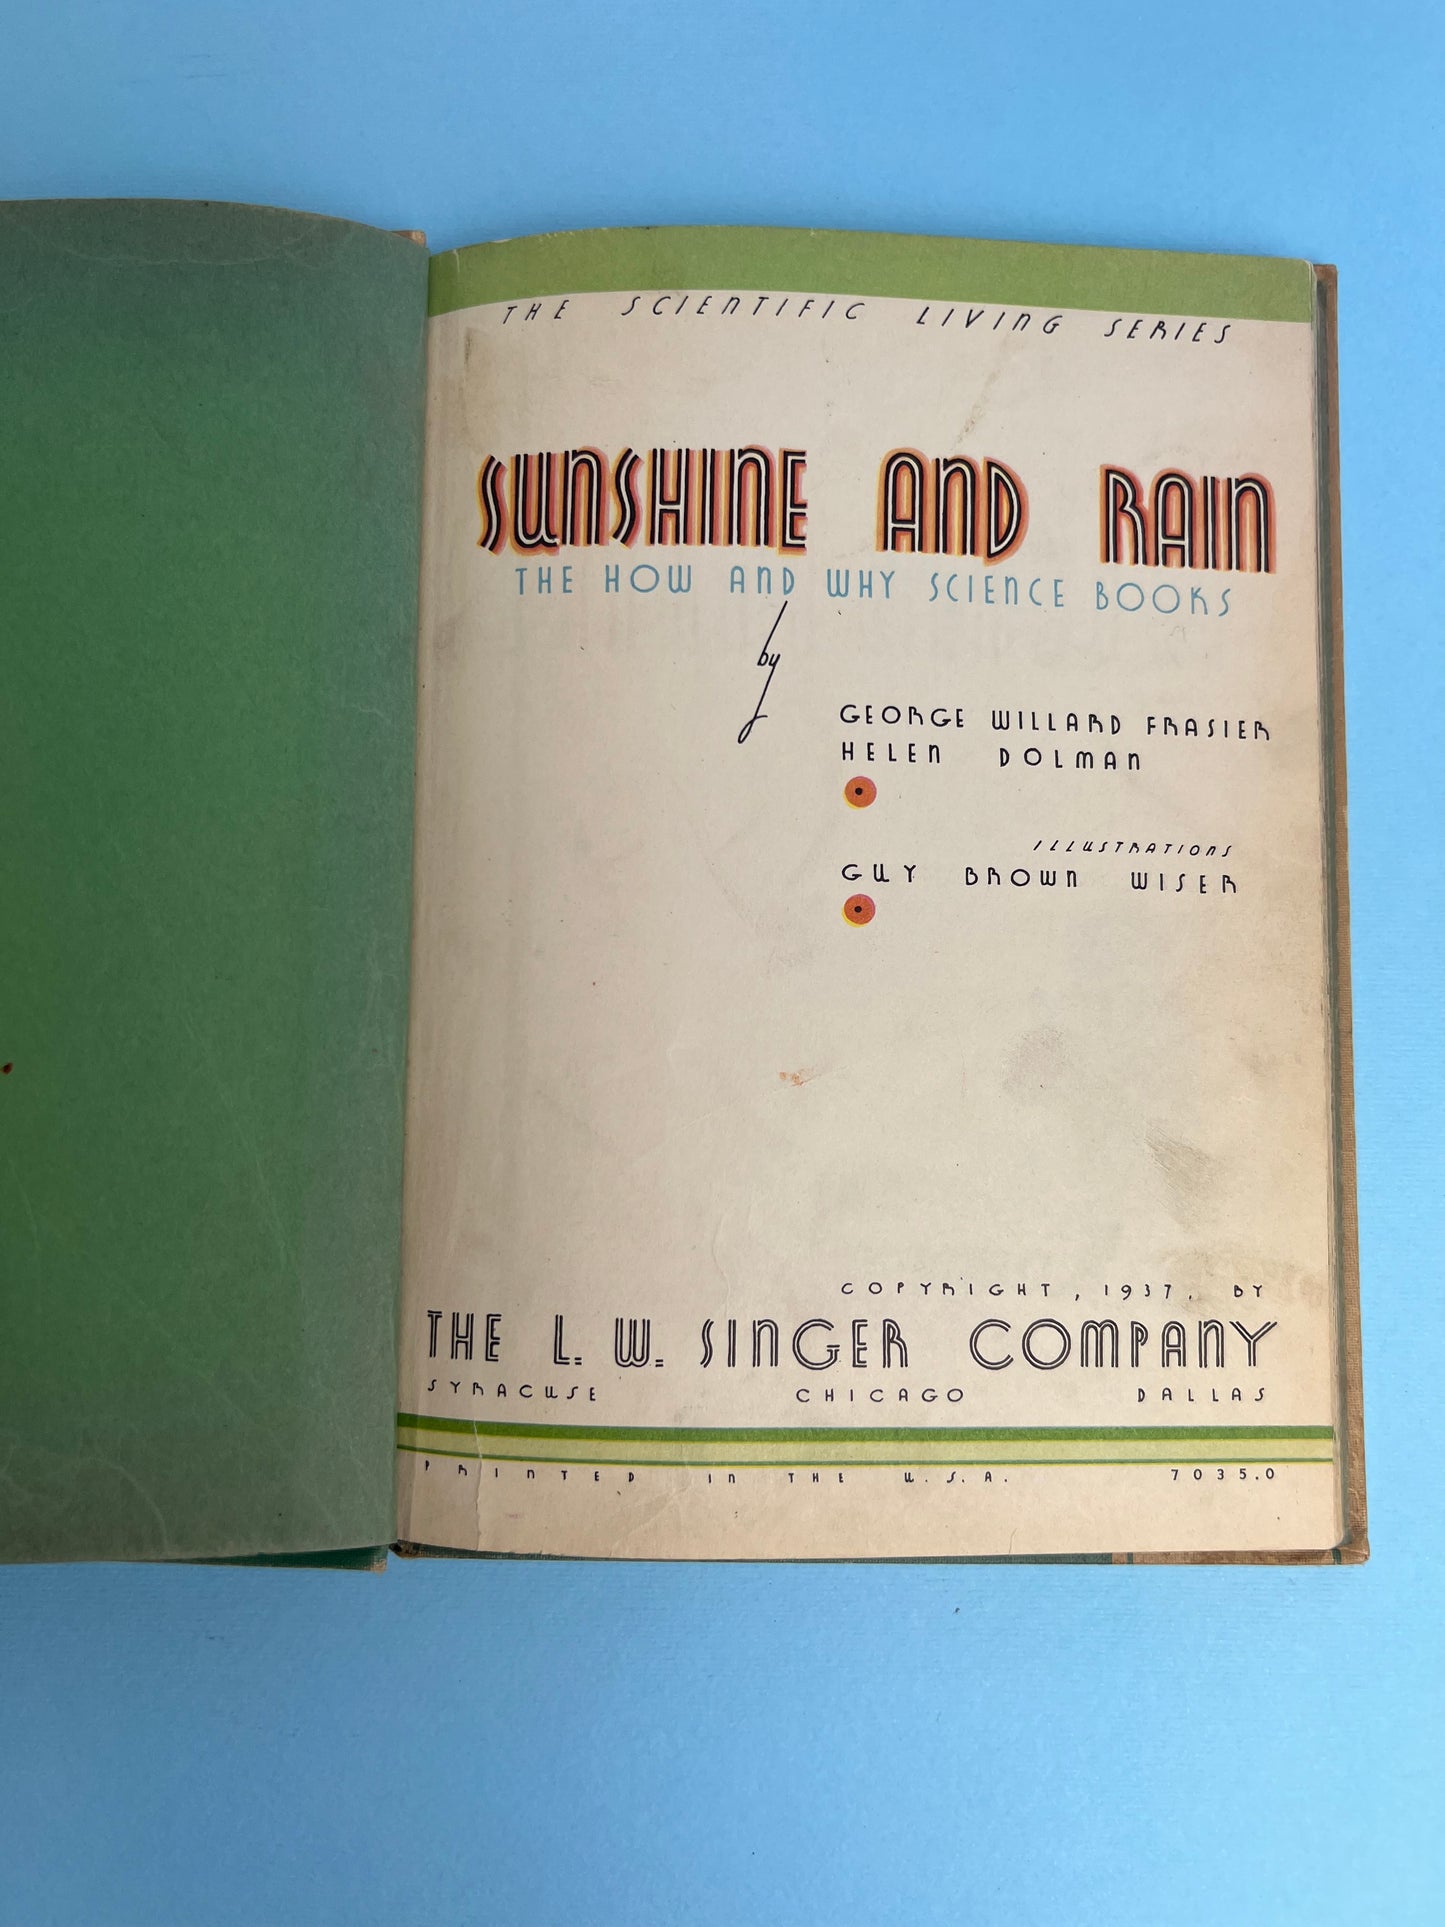 THE SCIENTIFIC LIVING SERIES
SUNSHINE AND RAIN
THE HOW AND WHY SCIENCE BOOKS
by
GEORGE WILLARD FRASIER
HELEN DOLMAN
ILLUSTRATIONS
GUY BROWN WISER
COPYRIGHT, 1937, BY
THE L. W. SINGER COMPANY
SYRACUSE CHICAGO DALLAS
PRINTED IN THE U.S.A. 7035.0